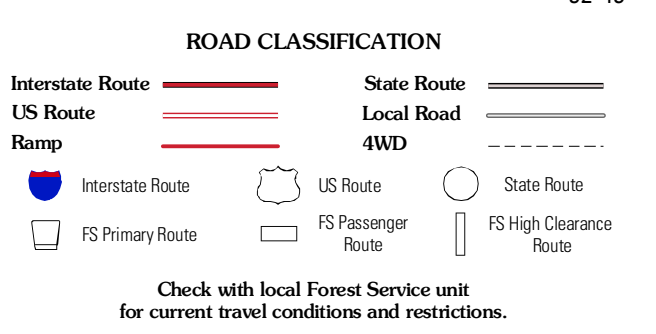 ROAD CLASSIFICATION
Interstate Route
State Route
US Route
Local Road
Ramp
4WD
Interstate Route
US Route
State Route
FS Primary Route
FS Passenger
Route
FS High Clearance
Route
Check with local Forest Service unit
for current travel conditions and restrictions.